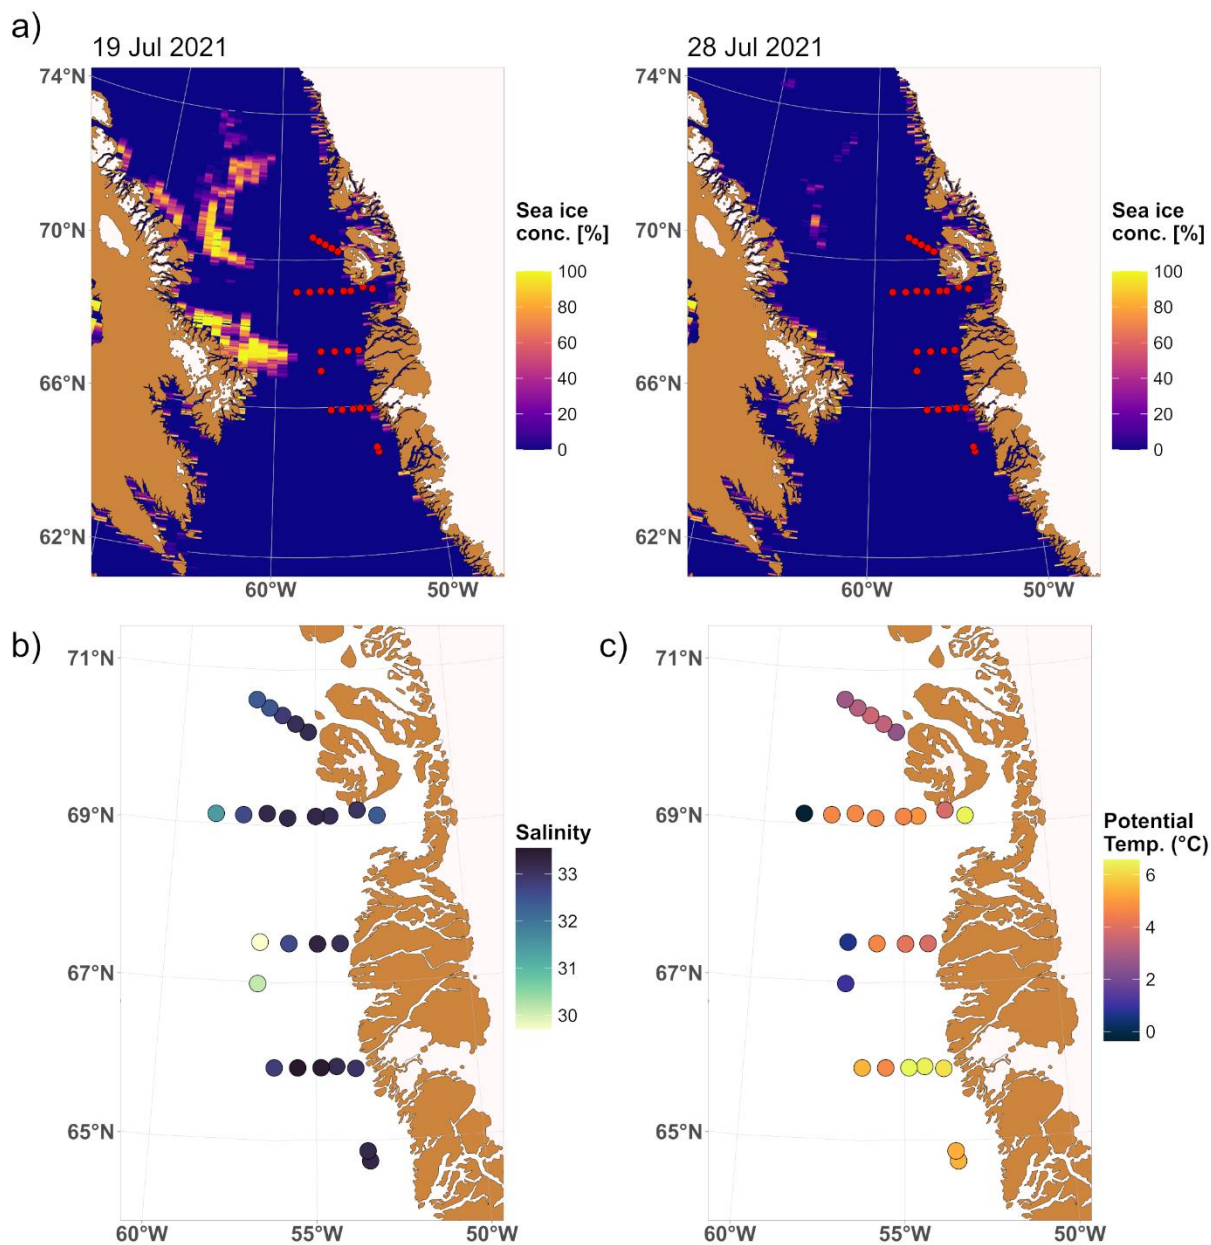 a)
19 Jul 2021
74°N
70°N
66°N
62°N
60°W
50°W
Sea ice
conc. [%]
100
80
60
40
20
0
28 Jul 2021
74°N
70°N
66°N
62°N
60°W
50°W
Sea ice
conc. [%]
100
80
60
40
20
0
b)
71°N
69°N
67°N
65°N
60°W
55°W
50°W
Salinity
33
32
31
30
c)
71°N
69°N
67°N
65°N
60°W
55°W
50°W
Potential
Temp. (°C)
6
4
2
0